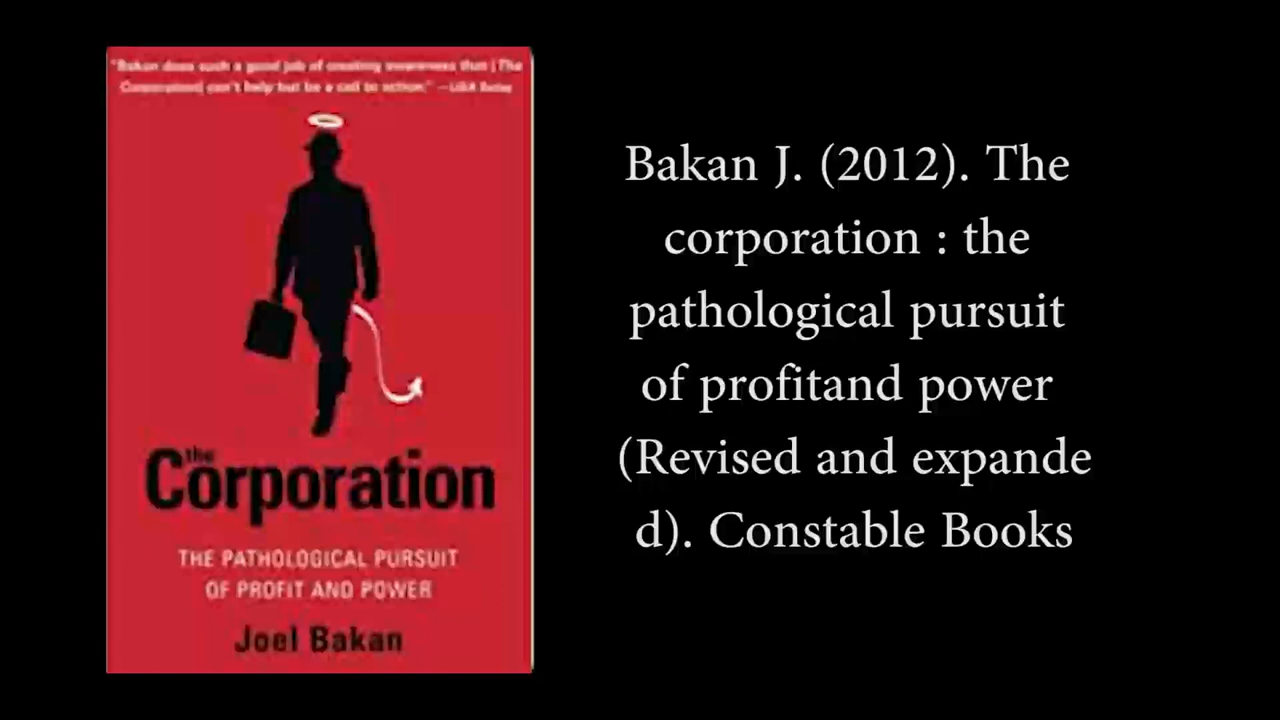 "Bakan does such a good job of creating awareness that [The
Corporation] can't help but be a call to action." —USA Today
the
Corporation
THE PATHOLOGICAL PURSUIT
OF PROFIT AND POWER
Joel Bakan
Bakan J. (2012). The
corporation : the
pathological pursuit
of profitand power
(Revised and expande
d). Constable Books